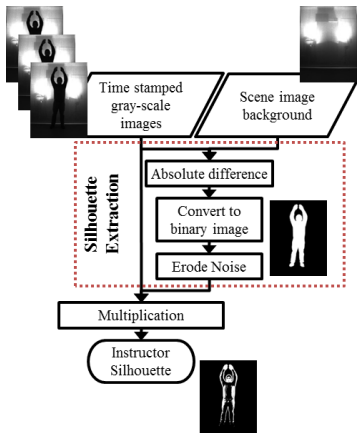 Time stamped
gray-scale
images
Scene image
background
Silhouette
Extraction
Absolute difference
Convert to
binary image
Erode Noise
Multiplication
Instructor
Silhouette